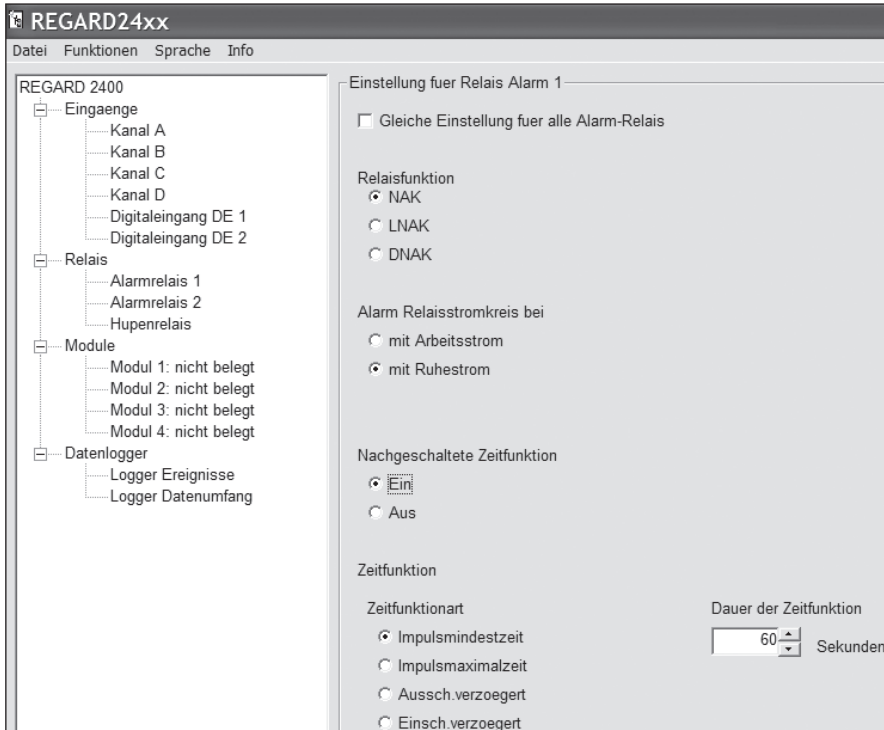 REGARD24xx
Datei Funktionen Sprache Info
REGARD 2400
Eingaenge
Kanal A
Kanal B
Kanal C
Kanal D
Digitaleingang DE 1
Digitaleingang DE 2
Relais
Alarmrelais 1
Alarmrelais 2
Hupenrelais
Module
Modul 1: nicht belegt
Modul 2: nicht belegt
Modul 3: nicht belegt
Modul 4: nicht belegt
Datenlogger
Logger Ereignisse
Logger Datenumfang
Einstellung fuer Relais Alarm 1
Gleiche Einstellung fuer alle Alarm-Relais
Relaisfunktion
NAK
LNAK
DNAK
Alarm Relaisstromkreis bei
mit Arbeitsstrom
mit Ruhestrom
Nachgeschaltete Zeitfunktion
Ein
Aus
Zeitfunktion
Zeitfunktionart
Impulsmindestzeit
Impulsmaximalzeit
Aussch.verzoegert
Einsch.verzoegert
Dauer der Zeitfunktion
60 Sekunden